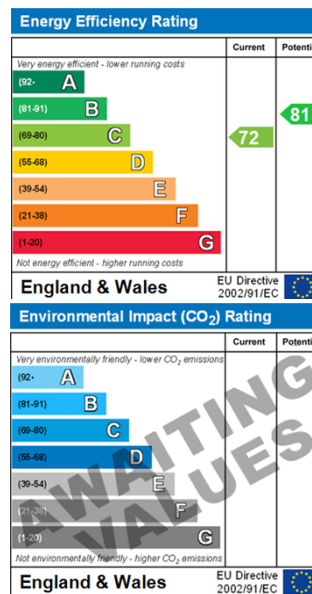 Energy Efficiency Rating
Current Potenti
Very energy efficient - lower running costs
(92+ A
(81-91) B
81
(69-80) C
72
(55-68) D
(39-54) E
(21-38) F
(1-20) G
Not energy efficient - higher running costs
England & Wales
EU Directive
2002/91/EC
Environmental Impact (CO₂) Rating
Current Potenti
Very environmentally friendly - lower CO₂ emissions
(92+ A
(81-91) B
(69-80) C
(55-68) D
(39-54) E
(21-38) F
(1-20) G
AWAITING
VALUES
Not environmentally friendly - higher CO₂ emissions
England & Wales
EU Directive
2002/91/EC